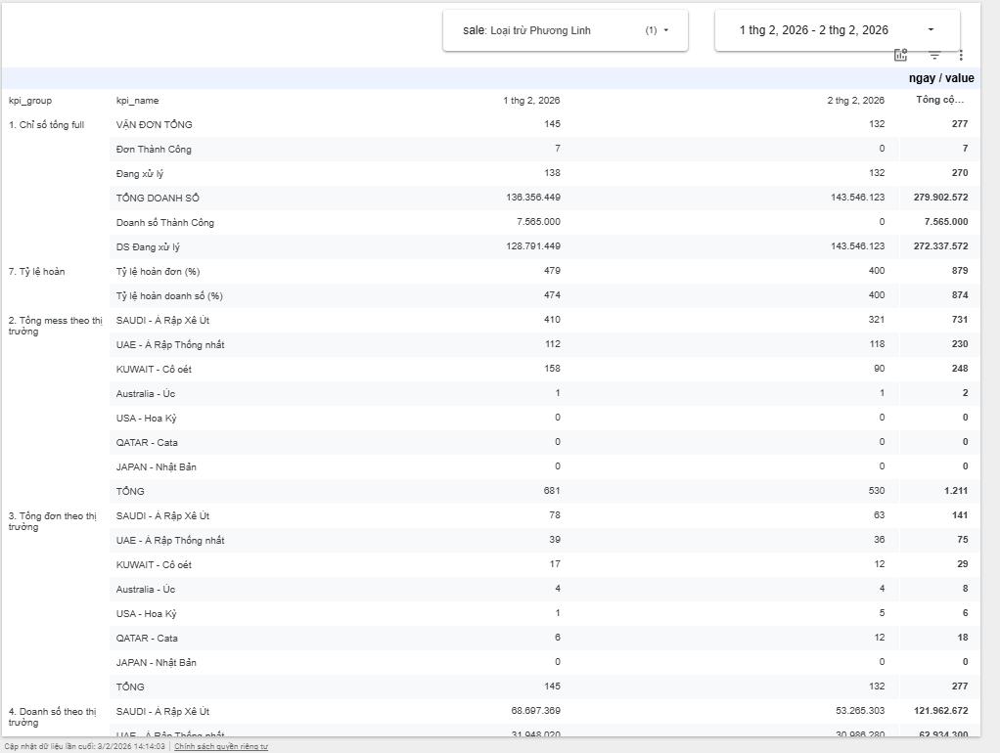 sale: Loại trừ Phương Linh (1)
1 thg 2, 2026 - 2 thg 2, 2026
ngay / value
kpi_group kpi_name 1 thg 2, 2026 2 thg 2, 2026 Tổng cộ...
1. Chỉ số tổng full VẬN ĐƠN TỔNG 145 132 277
Đơn Thành Công 7 0 7
Đang xử lý 138 132 270
TỔNG DOANH SỐ 136.356.449 143.546.123 279.902.572
Doanh số Thành Công 7.565.000 0 7.565.000
DS Đang xử lý 128.791.449 143.546.123 272.337.572
7. Tỷ lệ hoàn Tỷ lệ hoàn đơn (%) 479 400 879
Tỷ lệ hoàn doanh số (%) 474 400 874
2. Tổng mess theo thị trường SAUDI - Ả Rập Xê Út 410 321 731
UAE - Ả Rập Thống nhất 112 118 230
KUWAIT - Cô oét 158 90 248
Australia - Úc 1 1 2
USA - Hoa Kỳ 0 0 0
QATAR - Cata 0 0 0
JAPAN - Nhật Bản 0 0 0
TỔNG 681 530 1.211
3. Tổng đơn theo thị trường SAUDI - Ả Rập Xê Út 78 63 141
UAE - Ả Rập Thống nhất 39 36 75
KUWAIT - Cô oét 17 12 29
Australia - Úc 4 4 8
USA - Hoa Kỳ 1 5 6
QATAR - Cata 6 12 18
JAPAN - Nhật Bản 0 0 0
TỔNG 145 132 277
4. Doanh số theo thị trường SAUDI - Ả Rập Xê Út 68.697.369 53.265.303 121.962.672
UAE - Ả Rập Thống nhất 31.948.020 30.986.280 62.934.300
Cập nhật dữ liệu lần cuối: 3/2/2026 14:14:03 Chính sách quyền riêng tư